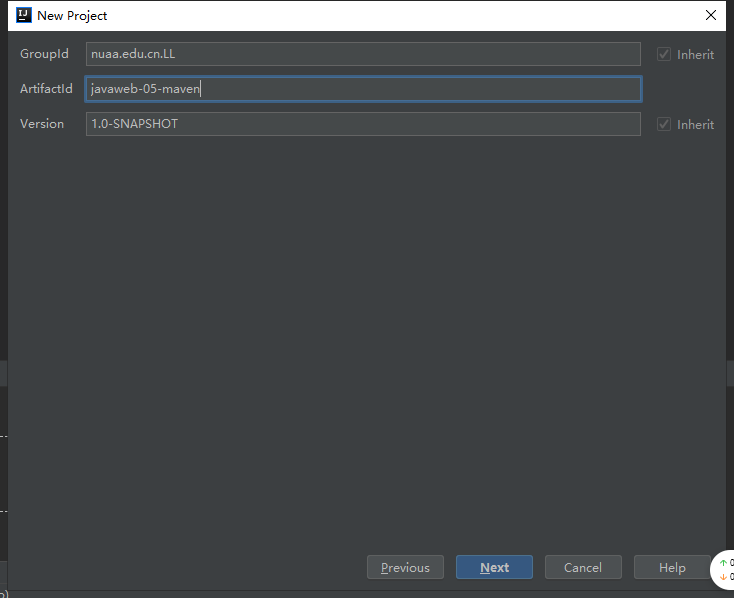 New Project
GroupId nuaa.edu.cn.LL Inherit
ArtifactId javaweb-05-maven
Version 1.0-SNAPSHOT Inherit
Previous Next Cancel Help